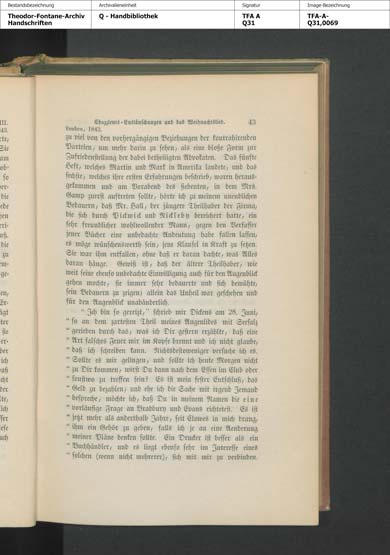 Bestandsbezeichnung
Archivalieneinheit
Signatur
Image-Bezeichnung
Theodor-Fontane-Archiv
Handschriften
Q - Handbibliothek
TFA A
Q31
TFA-A-
Q31,0069
Chuzzlewit-Enttäuschungen und das Weihnachtslied. 43
London, 1843.
zu viel von den vorhergängigen Beziehungen der kontrahirenden
Parteien, um mehr darin zu sehen, als eine bloße Form zur
Zufriedenstellung der dabei betheiligten Advokaten. Das fünfte
Heft, welches Martin und Mark in Amerika landete, und das
sechste, welches ihre ersten Erfahrungen beschrieb, waren heraus-
gekommen und am Vorabend des siebenten, in dem Mrs.
Gamp zuerst auftreten sollte, hörte ich zu meinem unendlichen
Bedauern, daß Mr. Hall, der jüngere Theilhaber der Firma,
die sich durch Pickwick und Nickleby bereichert hatte, ein
sehr freundlicher wohlwollender Mann, gegen den Verfasser
jener Bücher eine unbedachte Andeutung habe fallen lassen,
es möge wünschenswerth sein, jene Klausel in Kraft zu setzen.
Sie war ihm entfallen, ohne daß er daran dachte, was Alles
daran hänge. Gewiß ist, daß der ältere Theilhaber, wie
weit seine ebenso unbedachte Einwilligung auch für den Augenblick
gehen mochte, sie immer sehr bedauerte und sich bemühte,
sein Bedauern zu zeigen; allein das Unheil war geschehen und
für den Augenblick unabänderlich.
"Ich bin so gereizt," schrieb mir Dickens am 28. Juni,
"so an dem zartesten Theil meines Augenlides mit Seesalz
"gerieben durch das, was ich Dir gestern erzählte, daß eine
"Art falsches Feuer mir im Kopfe brennt und ich nicht glaube,
"daß ich schreiben kann. Nichtsdestoweniger versuche ich es.
"Sollte es mir gelingen, und sollte ich heute Morgen nicht
"zu Dir kommen, wirst Du dann nach dem Essen im Club oder
"sonstwo zu treffen sein? Es ist mein fester Entschluß, das
"Geld zu bezahlen, und ehe ich die Sache mit irgend Jemand
"bespreche, möchte ich, daß Du in meinem Namen die eine
"vorläufige Frage an Bradbury und Evans richtetest. Es ist
"jetzt mehr als anderthalb Jahre, seit Clowes in mich drang,
"ihm ein Gehör zu geben, falls ich je an eine Aenderung
"meiner Pläne denken sollte. Ein Drucker ist besser als ein
"Buchhändler, und es liegt ebenso sehr im Interesse eines
"solchen (wenn nicht mehrerer), sich mit mir zu verbinden.